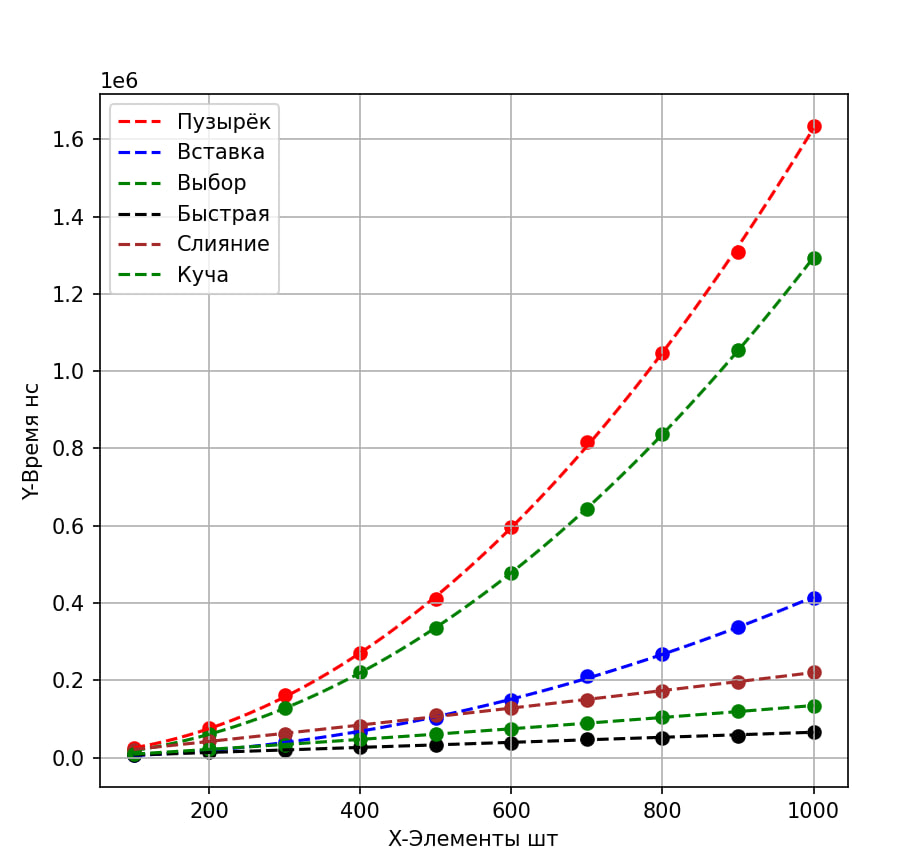 1e6
Пузырёк
Вставка
Выбор
Быстрая
Слияние
Куча
1.6
1.4
1.2
1.0
0.8
0.6
0.4
0.2
0.0
Y-Время нс
200 400 600 800 1000
X-Элементы шт